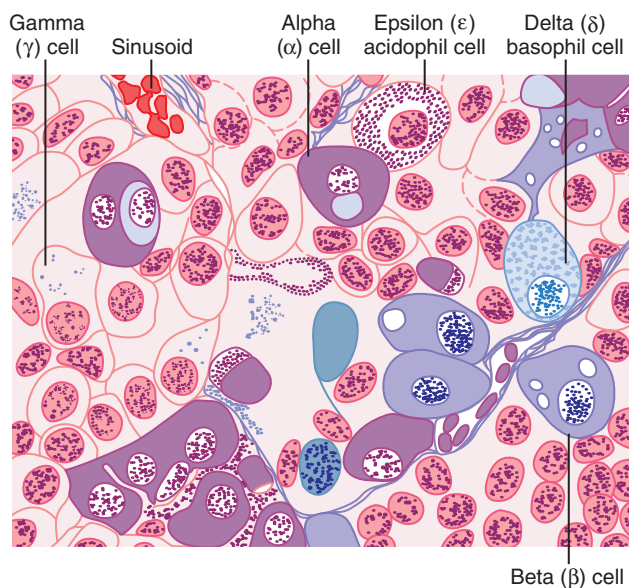 Gamma
(γ) cell
Sinusoid
Alpha
(α) cell
Epsilon (ε)
acidophil cell
Delta (δ)
basophil cell
Beta (β) cell